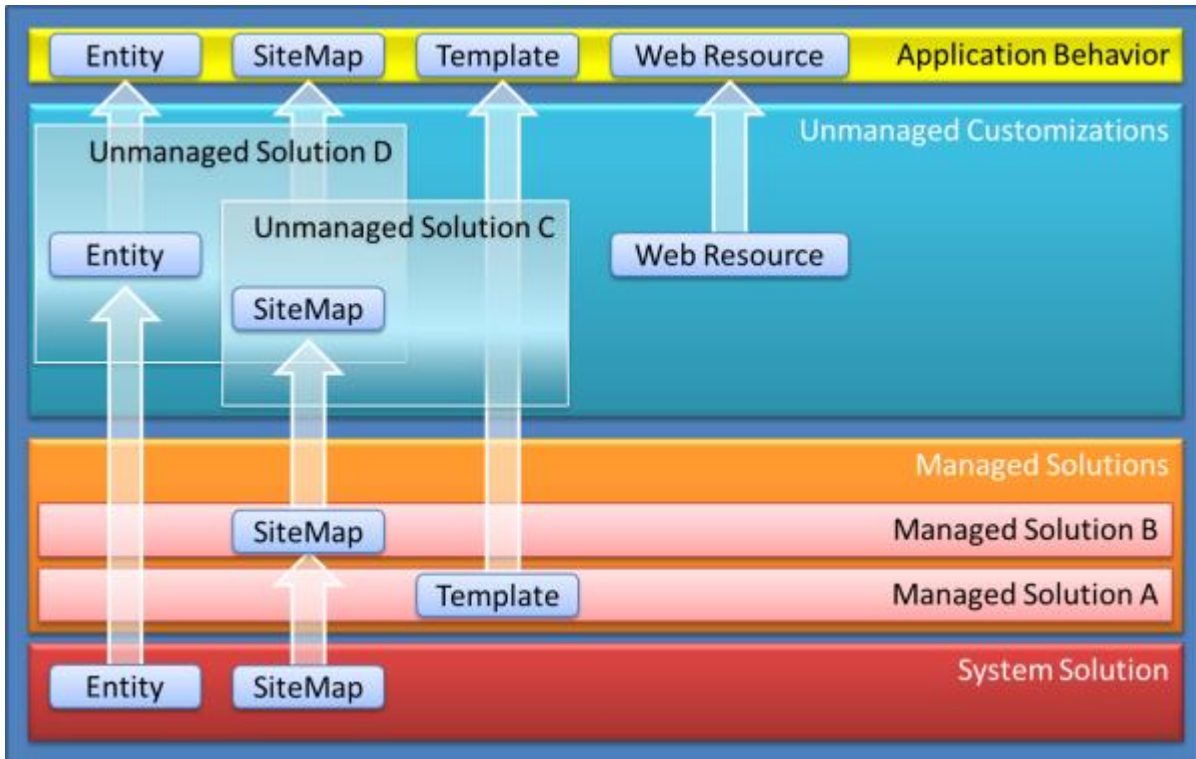 Entity SiteMap Template Web Resource Application Behavior
Unmanaged Customizations
Unmanaged Solution D
Unmanaged Solution C
Entity
Web Resource
SiteMap
Managed Solutions
SiteMap Managed Solution B
Template Managed Solution A
System Solution
Entity SiteMap